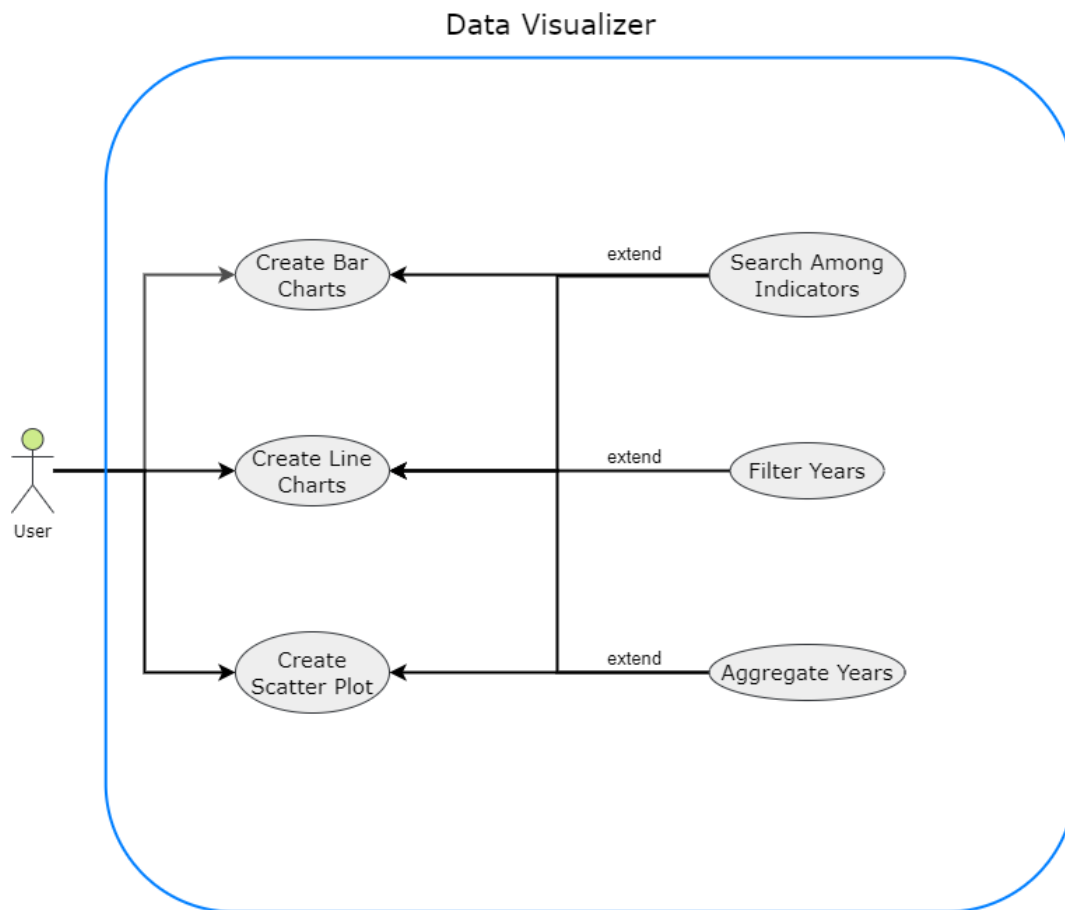 Data Visualizer
Create Bar
Charts
extend
Search Among
Indicators
Create Line
Charts
extend
Filter Years
User
Create
Scatter Plot
extend
Aggregate Years